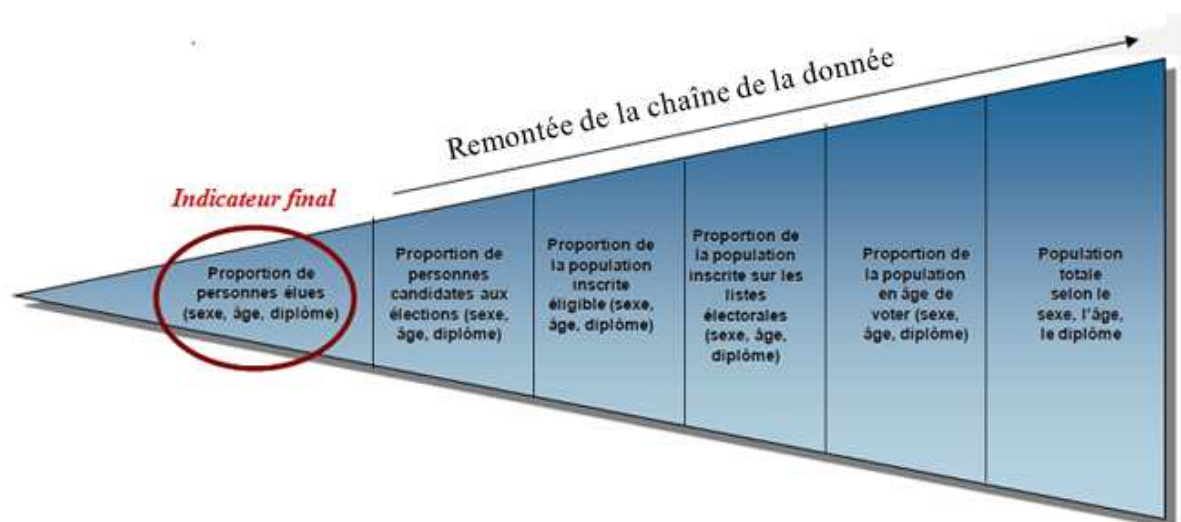 Remontée de la chaîne de la donnée
Indicateur final
Proportion de
personnes élues
(sexe, âge, diplôme)
Proportion de
personnes
candidates aux
élections (sexe,
âge, diplôme)
Proportion de
la population
inscrite
éligible (sexe,
âge, diplôme)
Proportion de
la population
inscrite sur les
listes
électorales
(sexe, âge,
diplôme)
Proportion de
la population
en âge de
voter (sexe,
âge, diplôme)
Population
totale
selon le
sexe, l'âge,
le diplôme